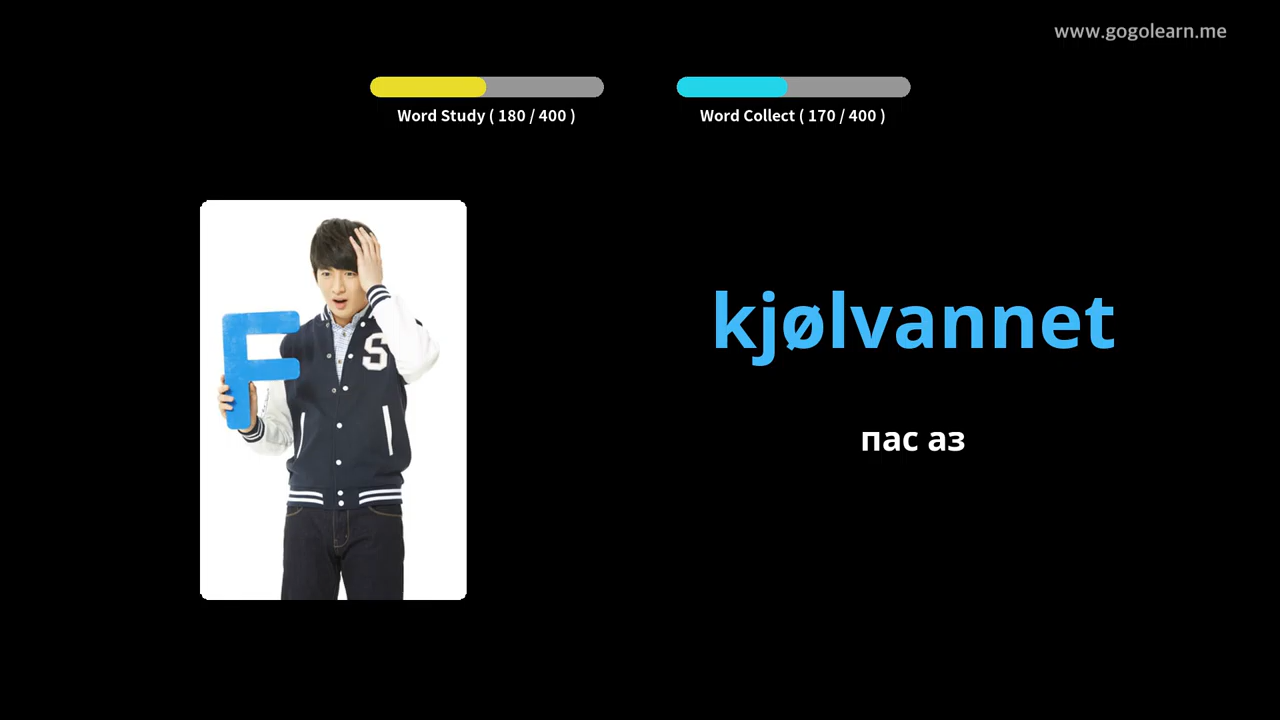 www.gogolearn.me
Word Study ( 180 / 400 )
Word Collect ( 170 / 400 )
F
S
kjølvannet
пас аз